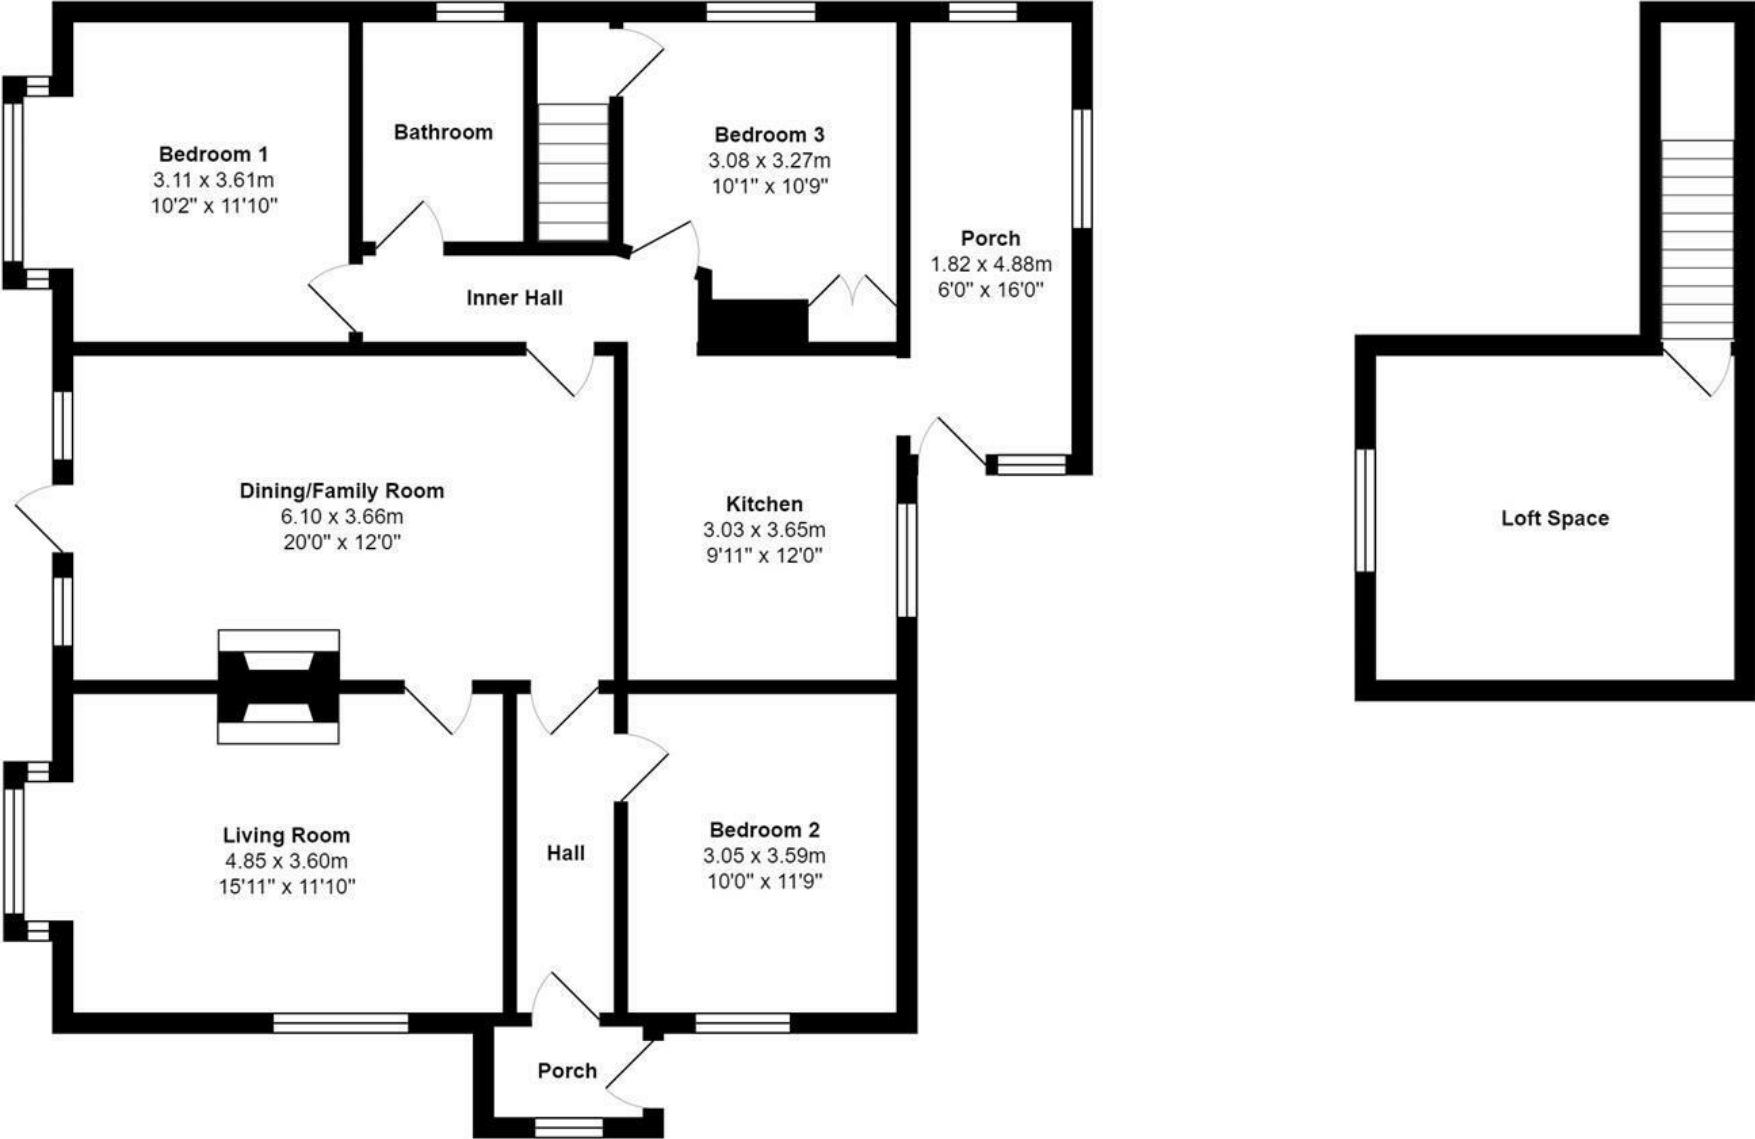 Bedroom 1
3.11 x 3.61m
10'2" x 11'10"
Bathroom
Bedroom 3
3.08 x 3.27m
10'1" x 10'9"
Porch
1.82 x 4.88m
6'0" x 16'0"
Inner Hall
Dining/Family Room
6.10 x 3.66m
20'0" x 12'0"
Kitchen
3.03 x 3.65m
9'11" x 12'0"
Loft Space
Living Room
4.85 x 3.60m
15'11" x 11'10"
Hall
Bedroom 2
3.05 x 3.59m
10'0" x 11'9"
Porch